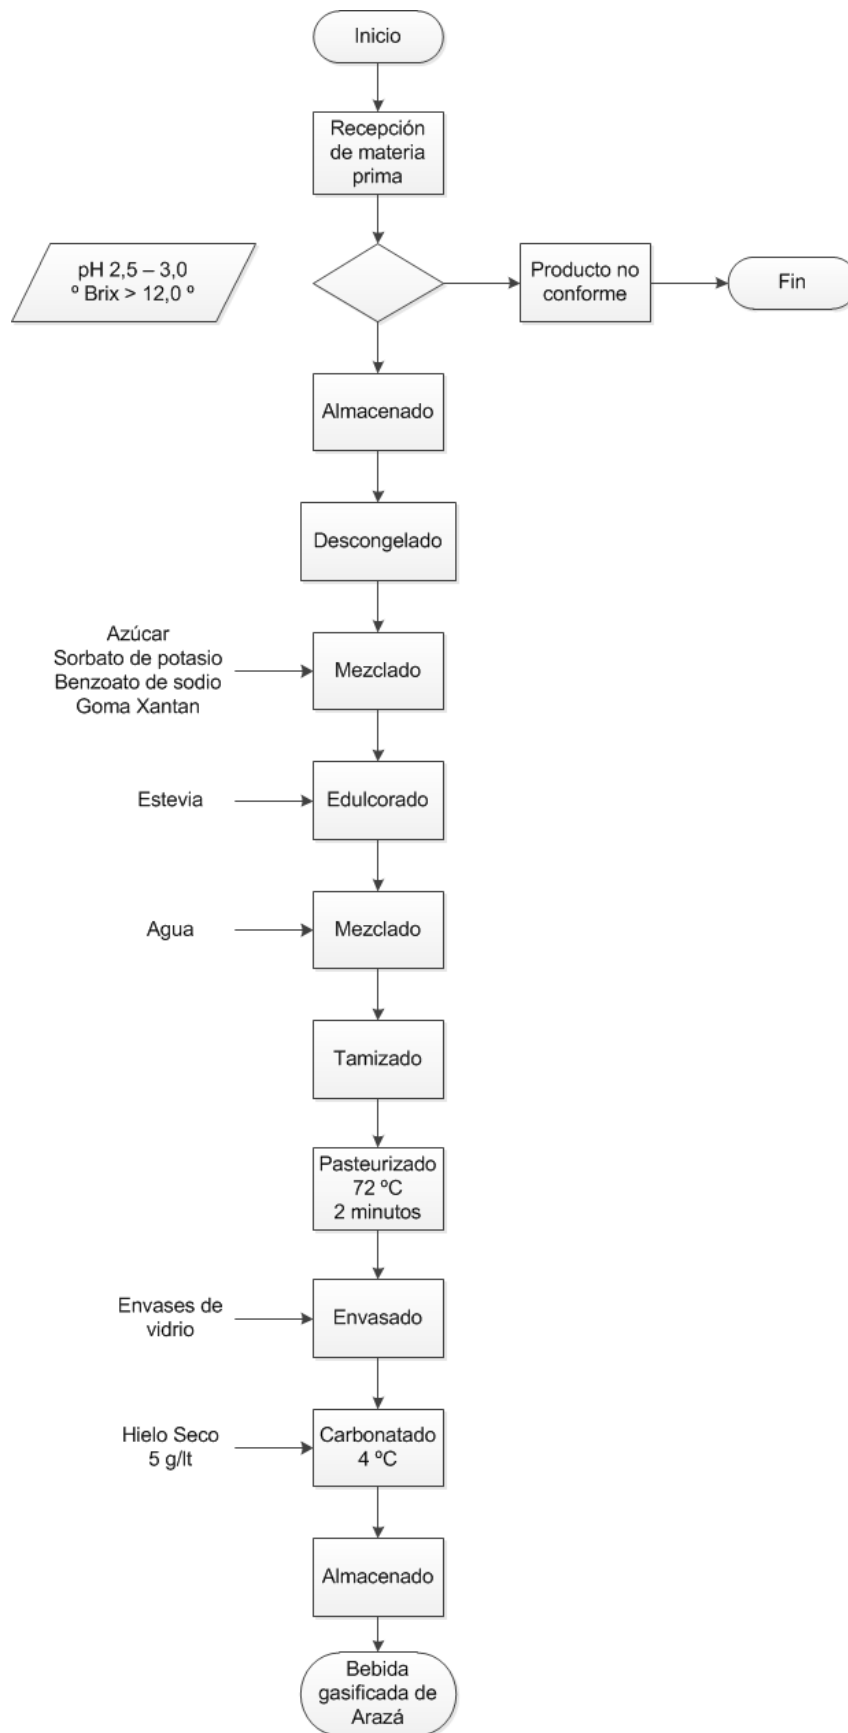 Inicio
Recepción
de materia
prima
pH 2,5 – 3,0
º Brix > 12,0 º
Producto no
conforme
Fin
Almacenado
Descongelado
Azúcar
Sorbato de potasio
Benzoato de sodio
Goma Xantan
Mezclado
Estevia
Edulcorado
Agua
Mezclado
Tamizado
Pasteurizado
72 ºC
2 minutos
Envases de
vidrio
Envasado
Hielo Seco
5 g/lt
Carbonatado
4 ºC
Almacenado
Bebida
gasificada de
Arazá